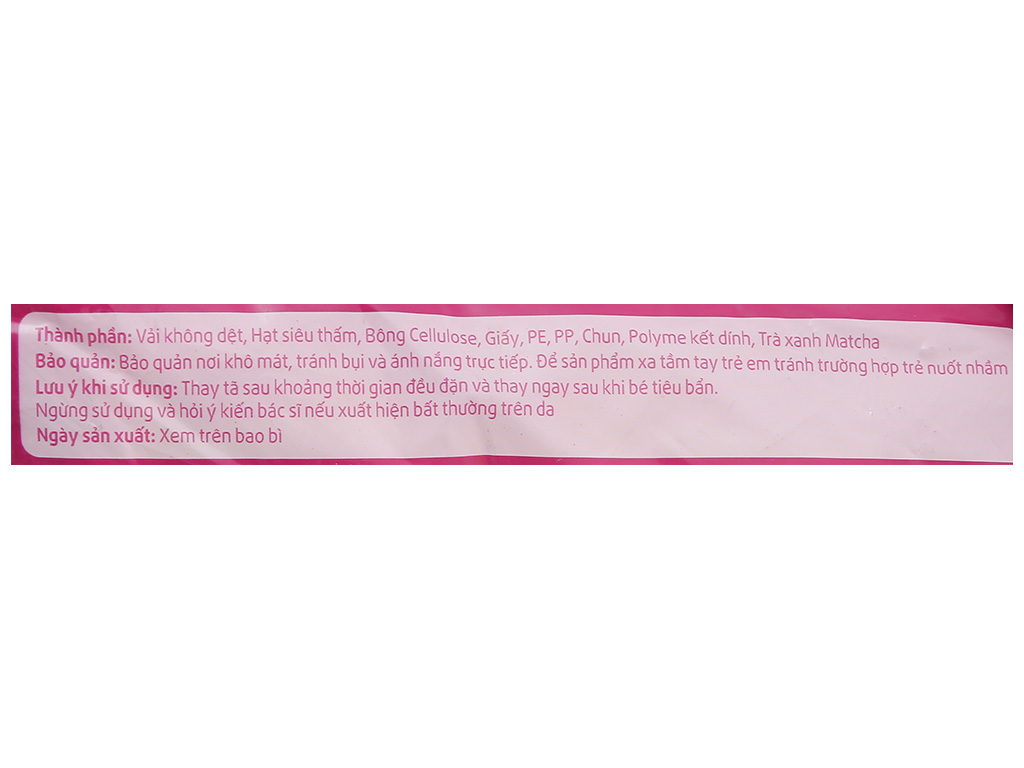 Thành phần: Vải không dệt, Hạt siêu thấm, Bông Cellulose, Giấy, PE, PP, Chun, Polyme kết dính, Trà xanh Matcha
Bảo quản: Bảo quản nơi khô mát, tránh bụi và ánh nắng trực tiếp. Để sản phẩm xa tầm tay trẻ em tránh trường hợp trẻ nuốt nhầm
Lưu ý khi sử dụng: Thay tã sau khoảng thời gian đều đặn và thay ngay sau khi bé tiêu bẩn.
Ngừng sử dụng và hỏi ý kiến bác sĩ nếu xuất hiện bất thường trên da
Ngày sản xuất: Xem trên bao bì